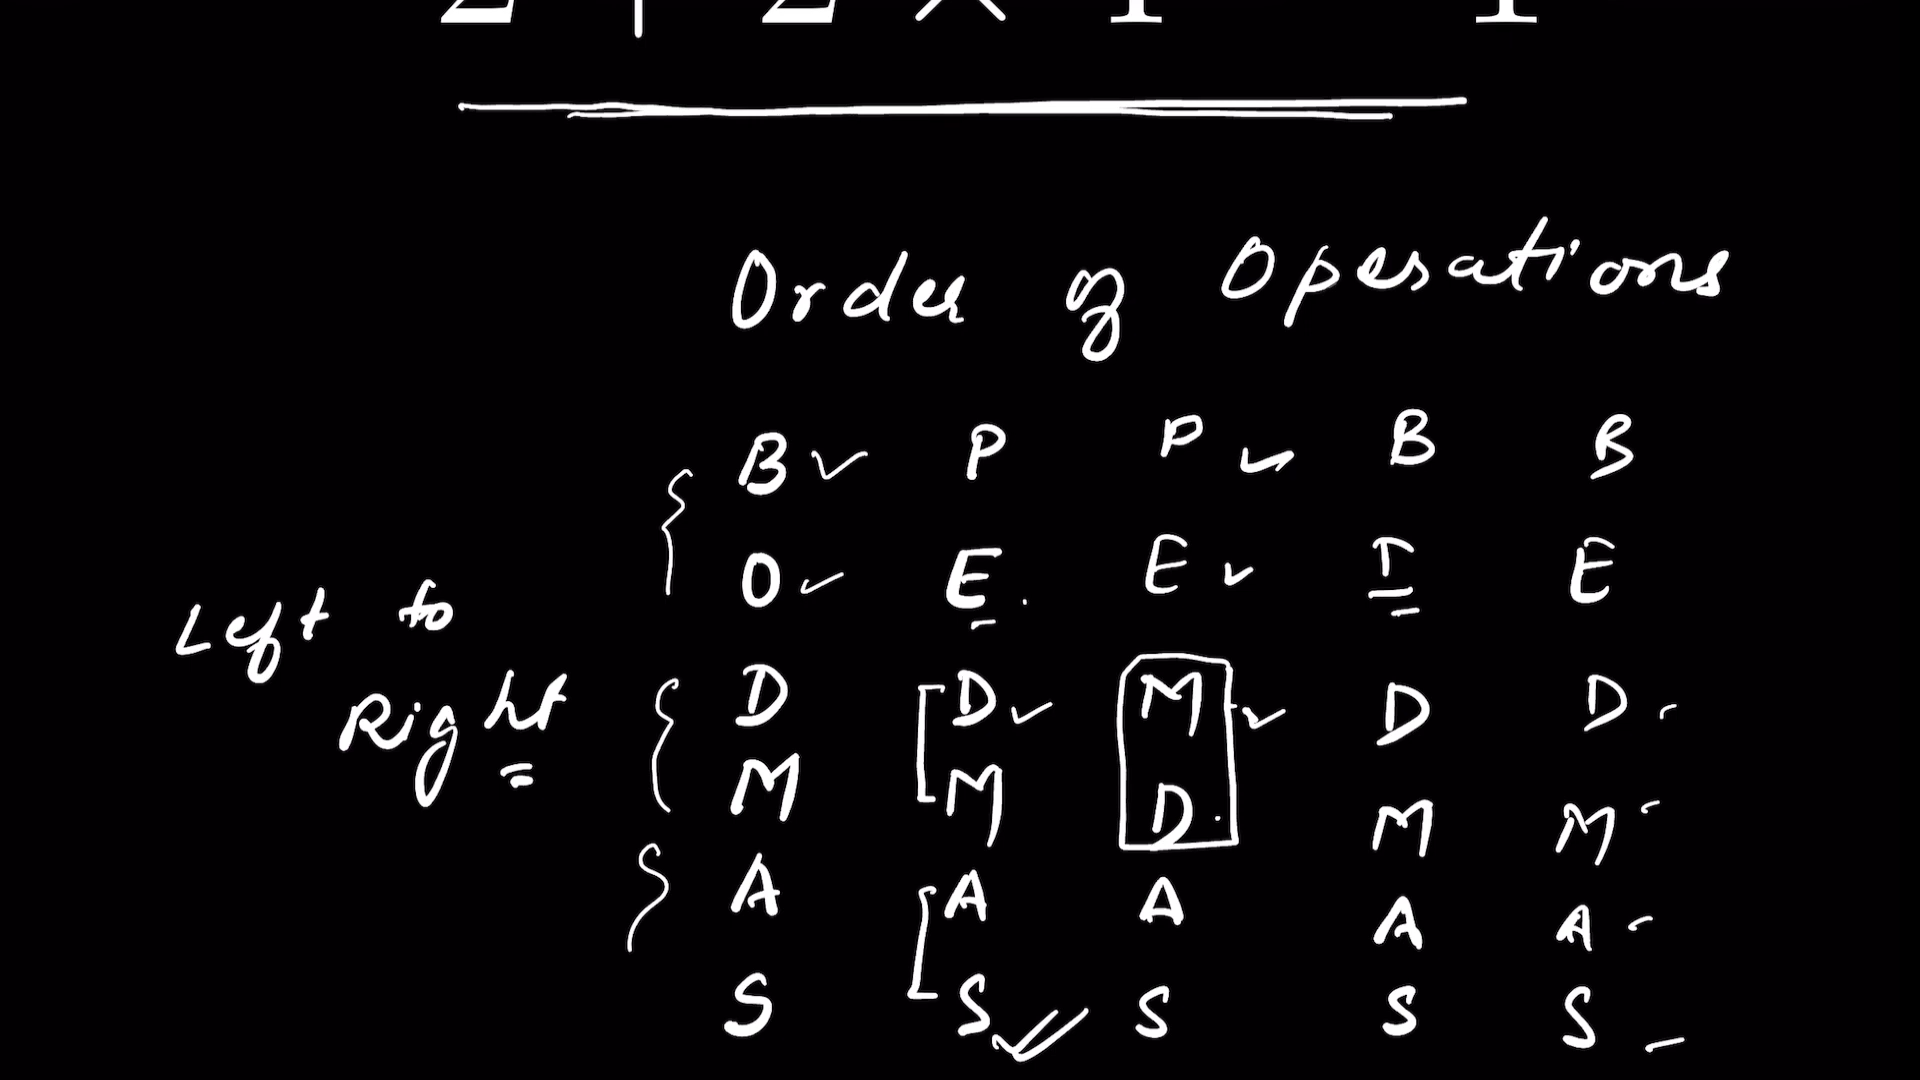 Order of Operations
B P P B B
O E. E I E
Left to
Right
D D M D D
M M D. M M
A A A A A
S S S S S